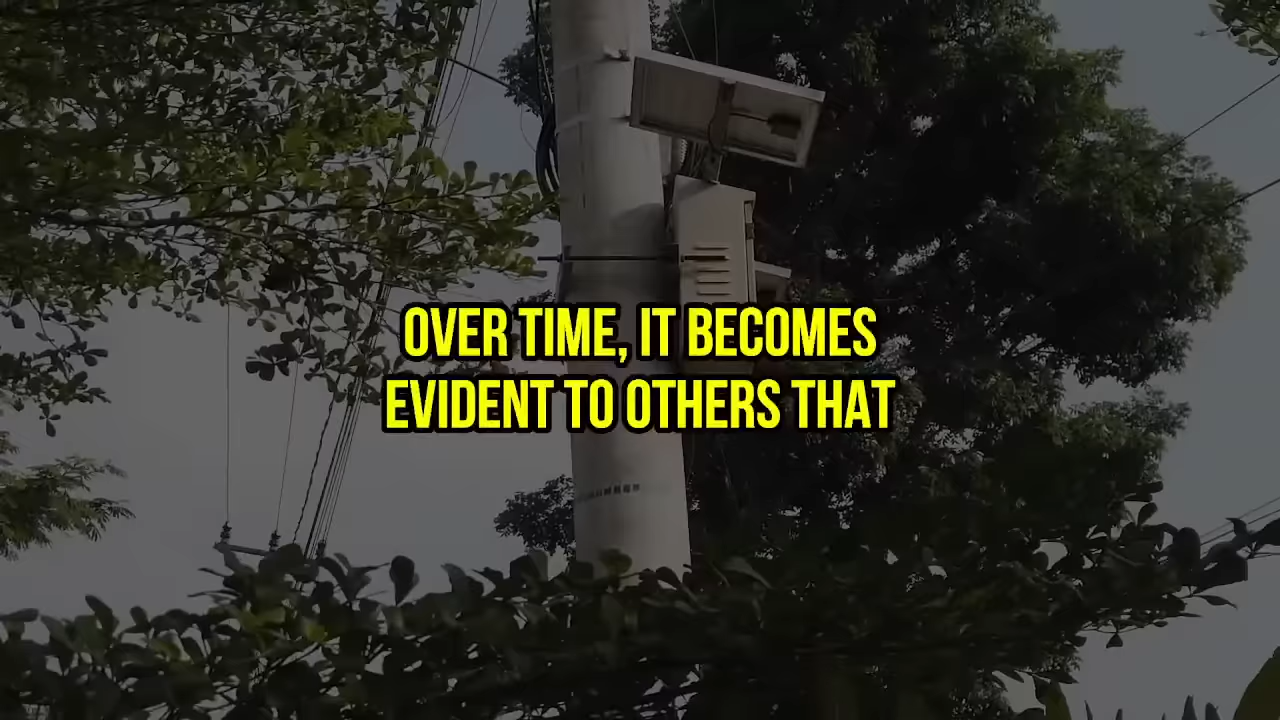 OVER TIME, IT BECOMES
EVIDENT TO OTHERS THAT